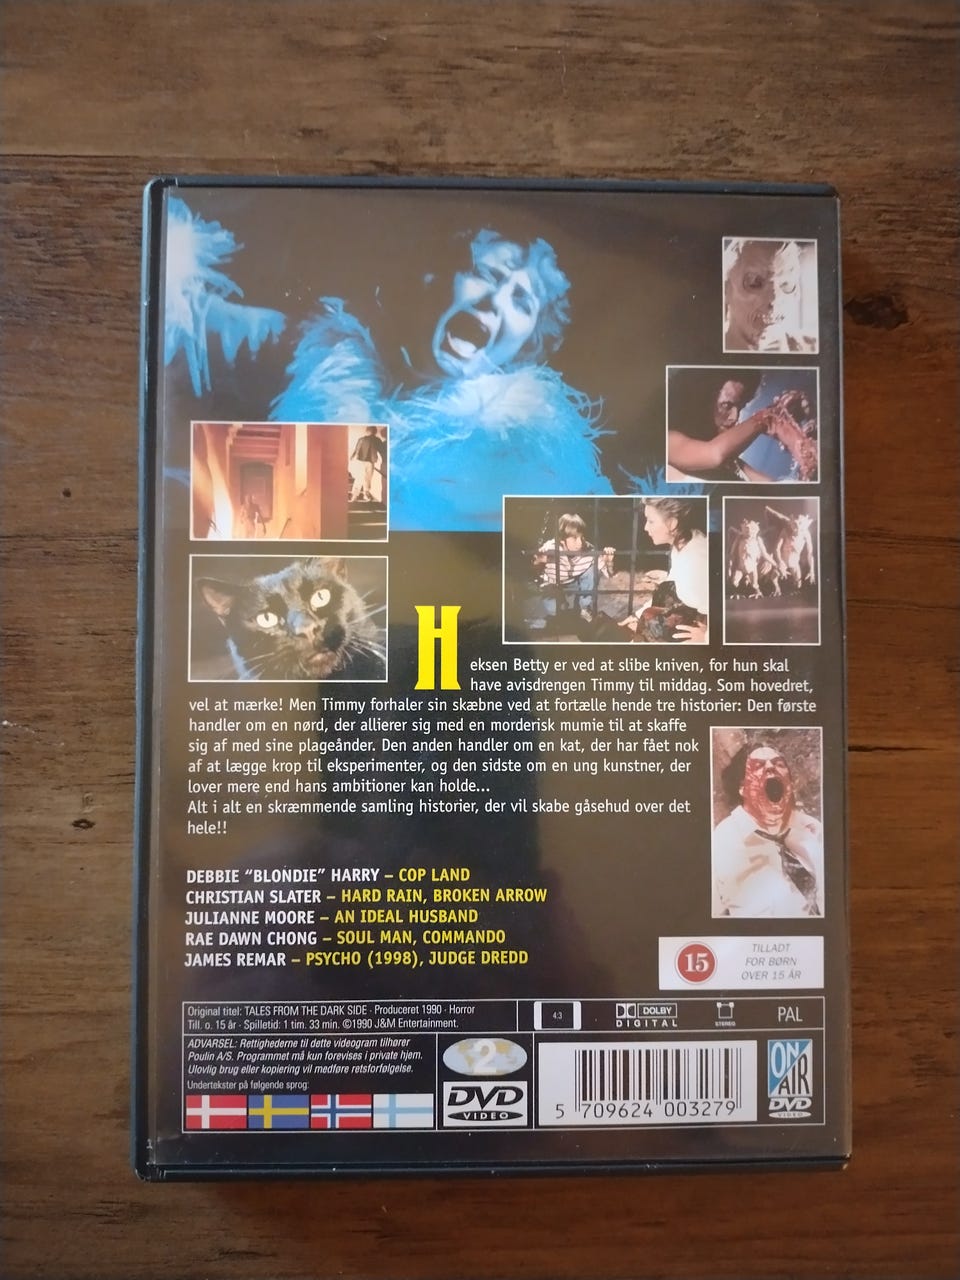 Heksen Betty er ved at slibe kniven, for hun skal
have avisdrengen Timmy til middag. Som hovedret,
vel at mærke! Men Timmy forhaler sin skæbne ved at fortælle hende tre historier: Den første
handler om en nørd, der allierer sig med en morderisk mumie til at skaffe
sig af med sine plageånder. Den anden handler om en kat, der har fået nok
af at lægge krop til eksperimenter, og den sidste om en ung kunstner, der
lover mere end hans ambitioner kan holde...
Alt i alt en skræmmende samling historier, der vil skabe gåsehud over det
hele!!
DEBBIE "BLONDIE" HARRY – COP LAND
CHRISTIAN SLATER – HARD RAIN, BROKEN ARROW
JULIANNE MOORE – AN IDEAL HUSBAND
RAE DAWN CHONG – SOUL MAN, COMMANDO
JAMES REMAR – PSYCHO (1998), JUDGE DREDD
15
TILLADT
FOR BØRN
OVER 15 ÅR
Original titel: TALES FROM THE DARK SIDE · Produceret 1990 · Horror
Till. o. 15 år · Spilletid: 1 tim. 33 min. ©1990 J&M Entertainment.
4:3
DOLBY
DIGITAL
STEREO
PAL
ADVARSEL: Rettighederne til dette videogram tilhører
Poulin A/S. Programmet må kun forevises i private hjem.
Ulovlig brug eller kopiering vil medføre retsforfølgelse.
Undertekster på følgende sprog:
2
DVD
VIDEO
5 709624 003279
ON
AIR
DVD
VIDEO